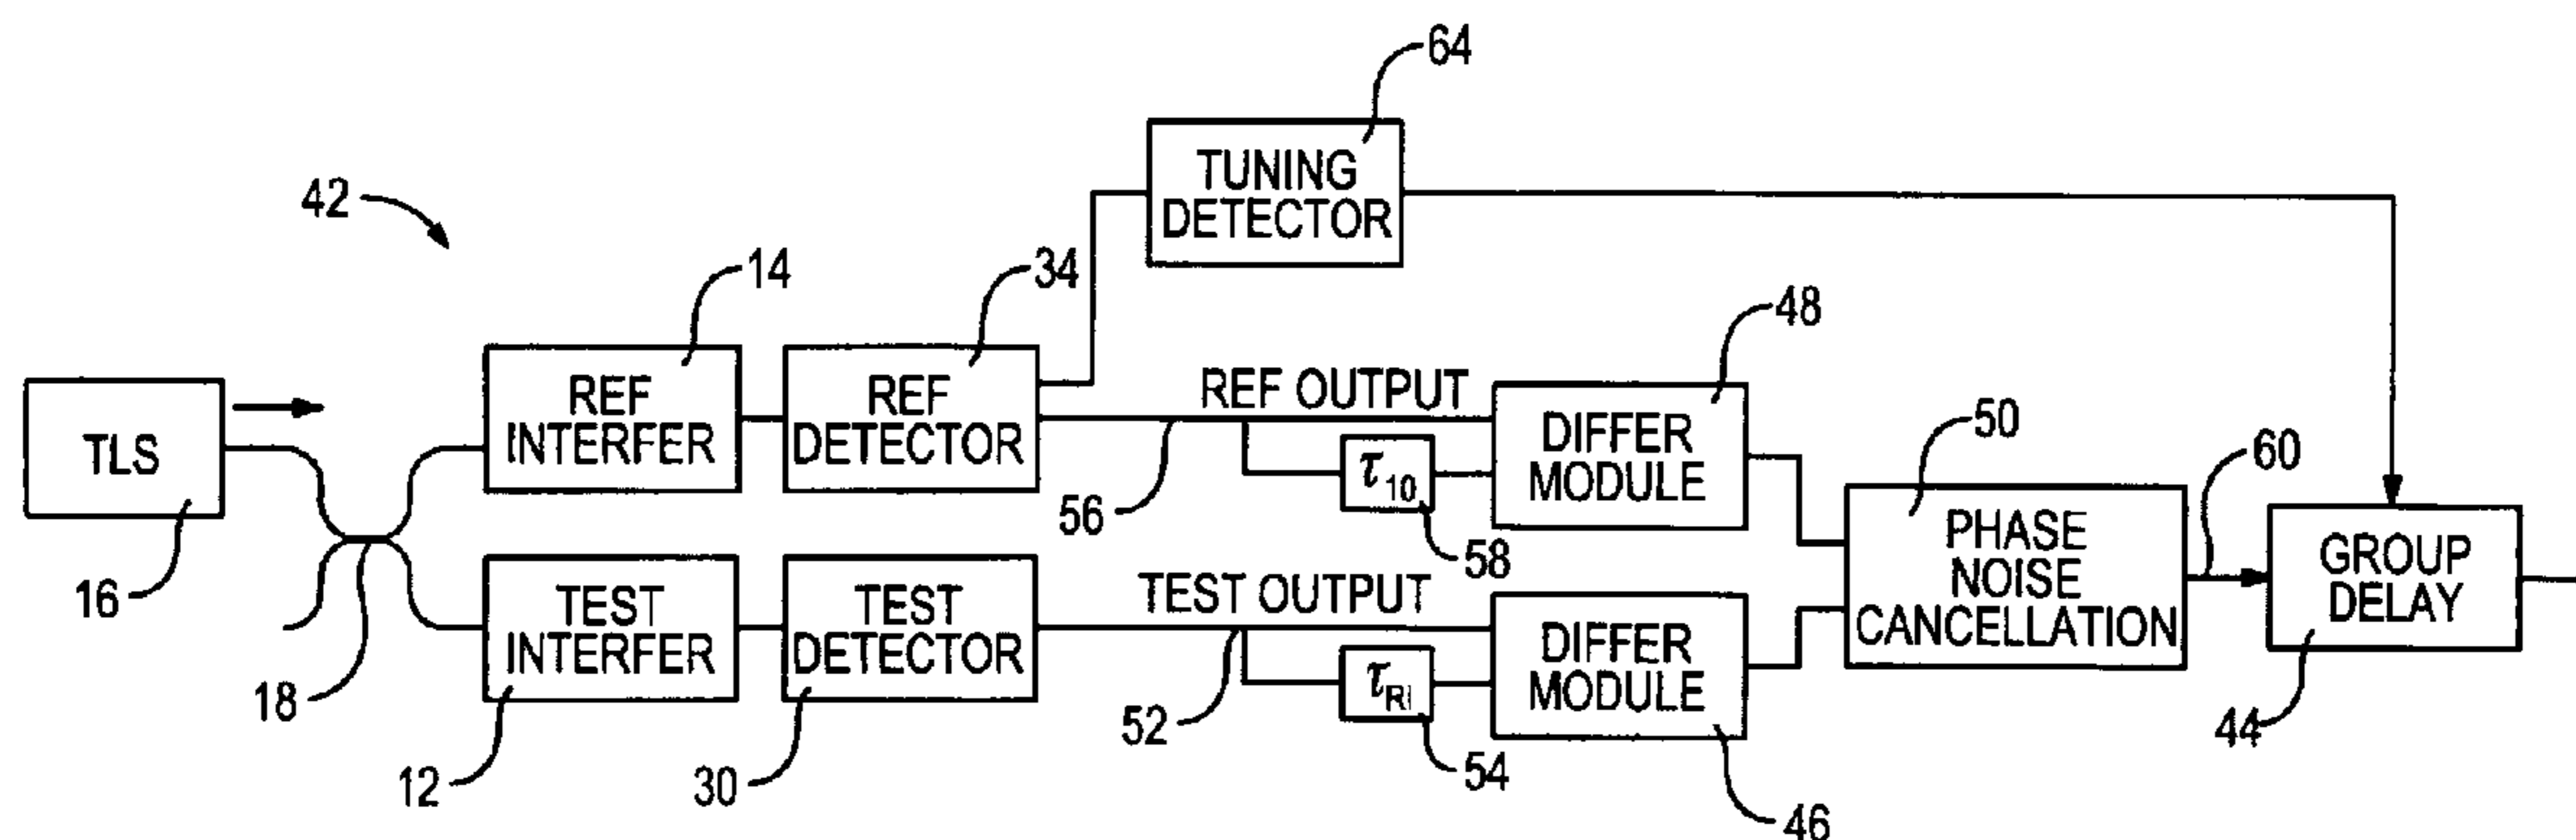 64
TUNING
DETECTOR
42
14
34
48
REF
INTERFER
REF
DETECTOR
REF OUTPUT
DIFFER
MODULE
50
60
TLS
τ10
56
58
PHASE
NOISE
CANCELLATION
GROUP
DELAY
16
TEST
INTERFER
TEST
DETECTOR
TEST OUTPUT
DIFFER
MODULE
τRI
18
52
54
44
12
30
46